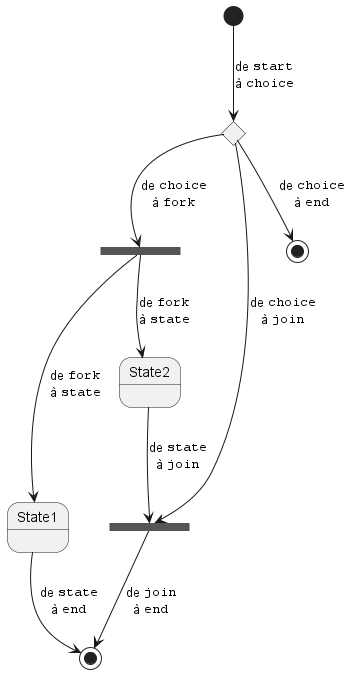 de start
à choice
de choice
à fork
de choice
à end
de fork
à state
de choice
à join
State2
de fork
à state
de state
à join
State1
de state
à end
de join
à end